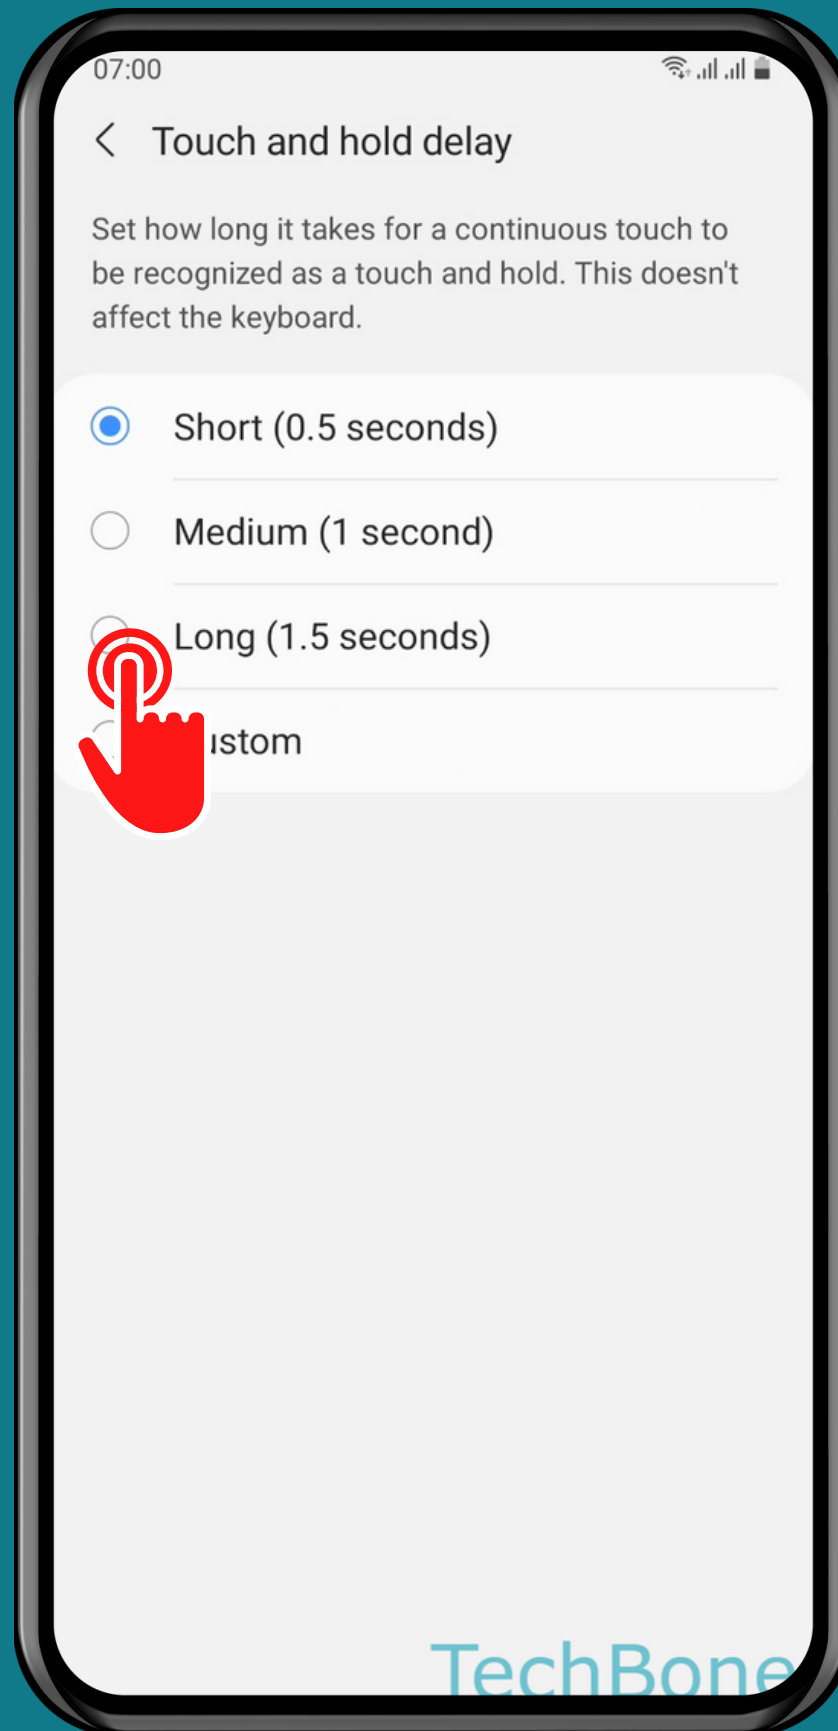 07:00
Touch and hold delay
Set how long it takes for a continuous touch to
be recognized as a touch and hold. This doesn't
affect the keyboard.
Short (0.5 seconds)
Medium (1 second)
Long (1.5 seconds)
ustom
TechBone